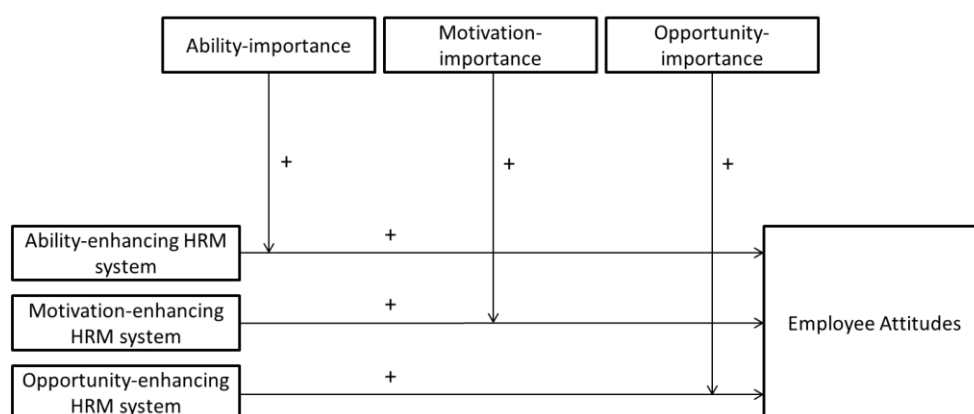 Ability-importance
Motivation-
importance
Opportunity-
importance
+
+
+
Ability-enhancing HRM
system
+
Motivation-enhancing
HRM system
+
Employee Attitudes
Opportunity-enhancing
HRM system
+